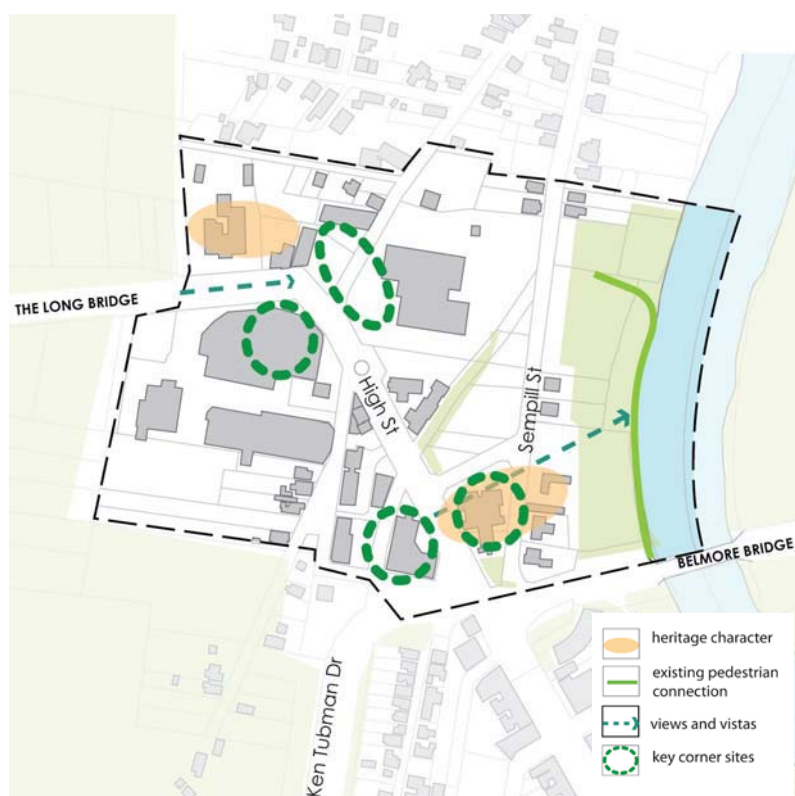 THE LONG BRIDGE
High St
Sempill St
BELMORE BRIDGE
Ken Tubman Dr
heritage character
existing pedestrian
connection
views and vistas
key corner sites